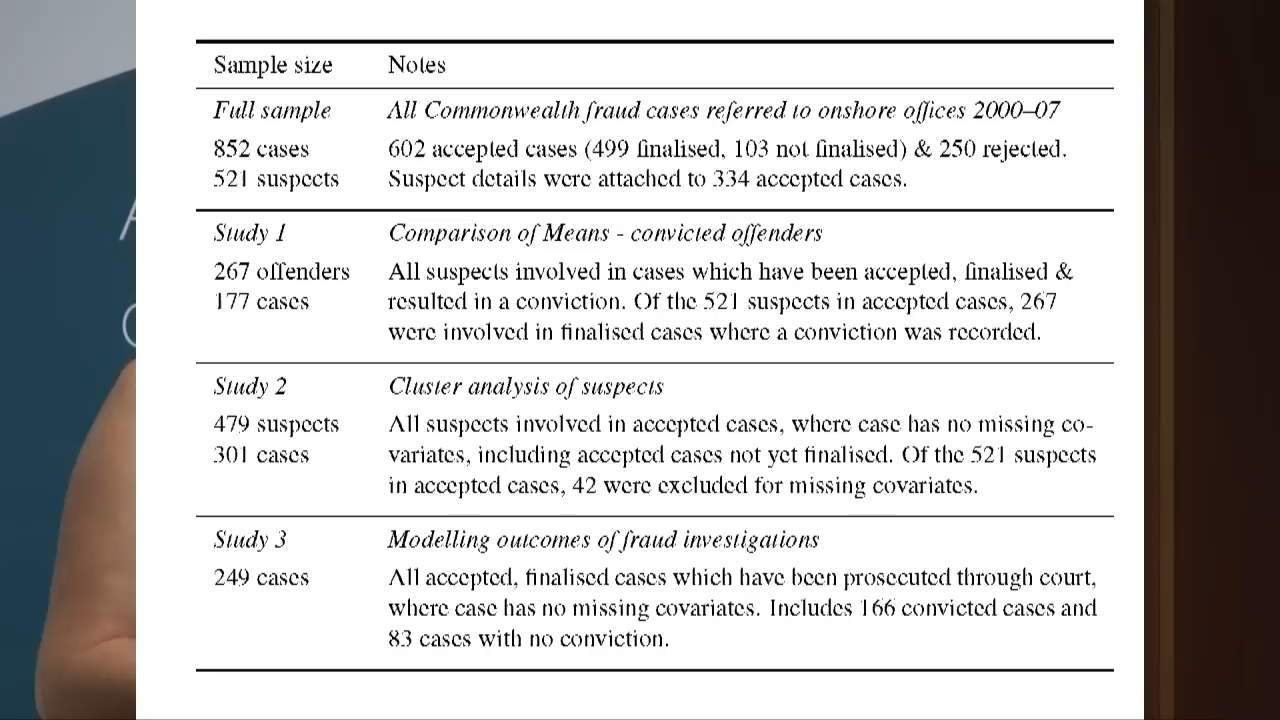 Sample size Notes
Full sample All Commonwealth fraud cases referred to onshore offices 2000–07
852 cases 602 accepted cases (499 finalised, 103 not finalised) & 250 rejected.
521 suspects Suspect details were attached to 334 accepted cases.
Study 1 Comparison of Means - convicted offenders
267 offenders All suspects involved in cases which have been accepted, finalised &
177 cases resulted in a conviction. Of the 521 suspects in accepted cases, 267
were involved in finalised cases where a conviction was recorded.
Study 2 Cluster analysis of suspects
479 suspects All suspects involved in accepted cases, where case has no missing co-
301 cases variates, including accepted cases not yet finalised. Of the 521 suspects
in accepted cases, 42 were excluded for missing covariates.
Study 3 Modelling outcomes of fraud investigations
249 cases All accepted, finalised cases which have been prosecuted through court,
where case has no missing covariates. Includes 166 convicted cases and
83 cases with no conviction.